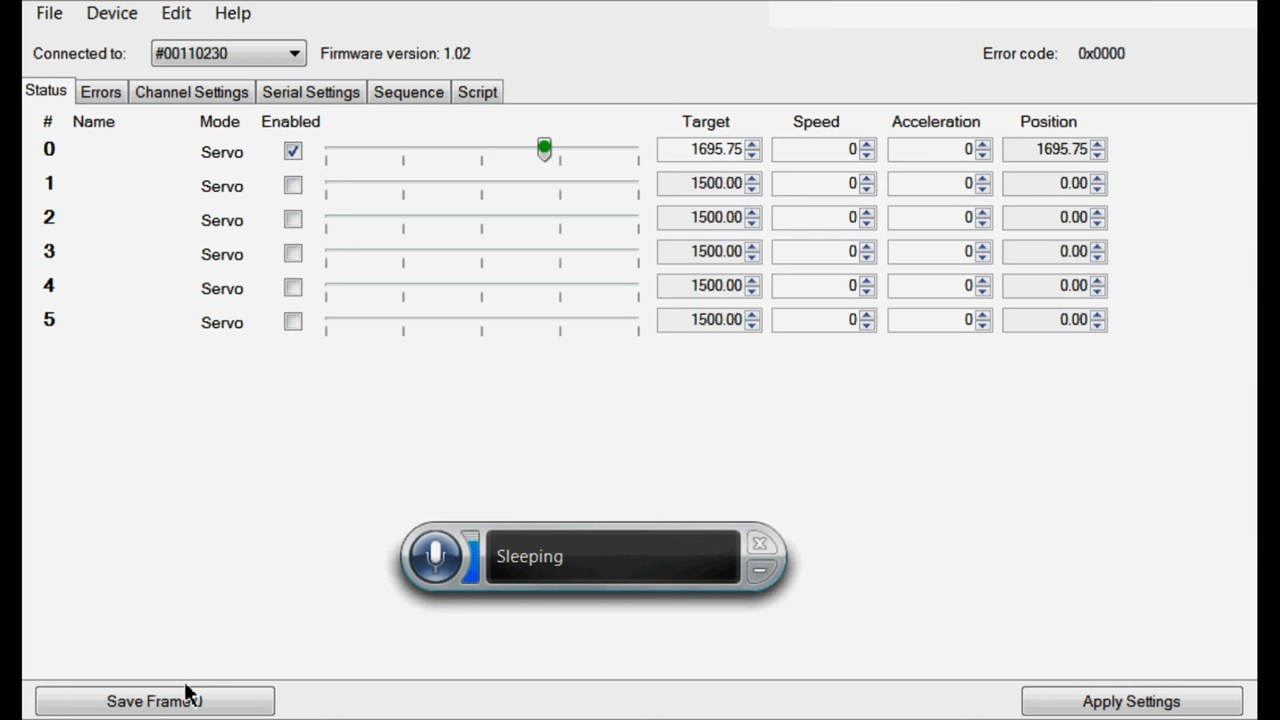 File Device Edit Help
Connected to: #00110230 Firmware version: 1.02 Error code: 0x0000
Status Errors Channel Settings Serial Settings Sequence Script
# Name Mode Enabled Target Speed Acceleration Position
0 Servo 1695.75 0 0 1695.75
1 Servo 1500.00 0 0 0.00
2 Servo 1500.00 0 0 0.00
3 Servo 1500.00 0 0 0.00
4 Servo 1500.00 0 0 0.00
5 Servo 1500.00 0 0 0.00
Sleeping
Save Frame Apply Settings